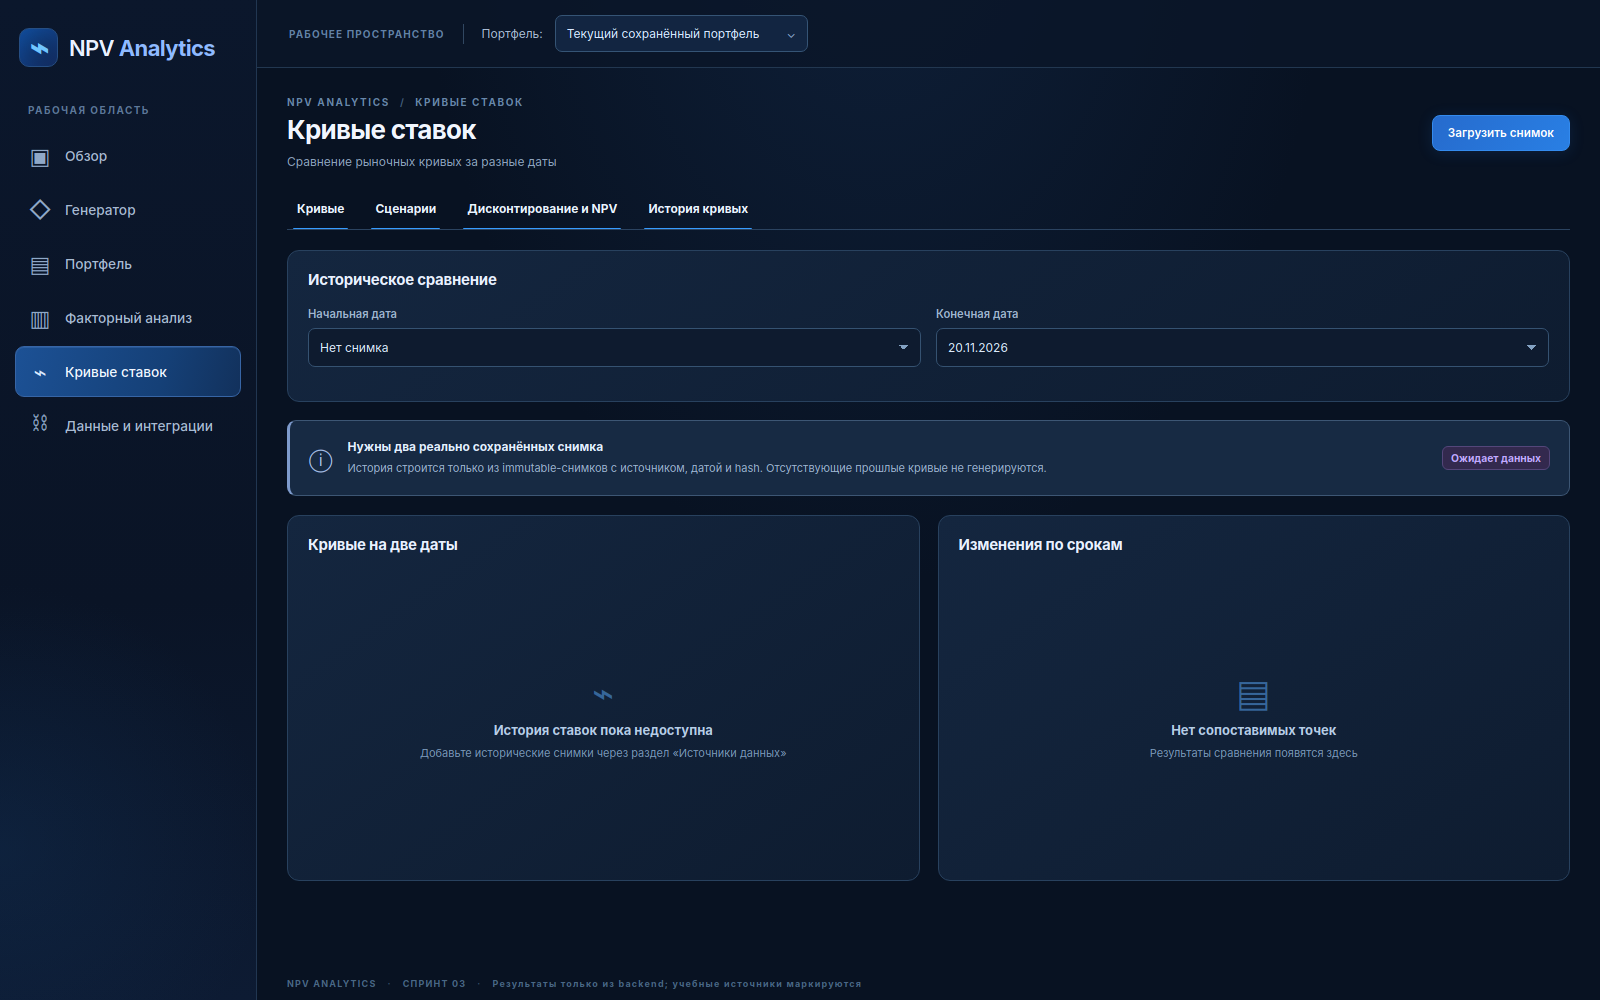 NPV Analytics
РАБОЧАЯ ОБЛАСТЬ
Обзор
Генератор
Портфель
Факторный анализ
Кривые ставок
Данные и интеграции
РАБОЧЕЕ ПРОСТРАНСТВО
Портфель:
Текущий сохранённый портфель
NPV ANALYTICS / КРИВЫЕ СТАВОК
Кривые ставок
Сравнение рыночных кривых за разные даты
Загрузить снимок
Кривые
Сценарии
Дисконтирование и NPV
История кривых
Историческое сравнение
Начальная дата
Нет снимка
Конечная дата
20.11.2026
Нужны два реально сохранённых снимка
История строится только из immutable-снимков с источником, датой и hash. Отсутствующие прошлые кривые не генерируются.
Ожидает данных
Кривые на две даты
История ставок пока недоступна
Добавьте исторические снимки через раздел «Источники данных»
Изменения по срокам
Нет сопоставимых точек
Результаты сравнения появятся здесь
NPV ANALYTICS · СПРИНТ 03 · Результаты только из backend; учебные источники маркируются